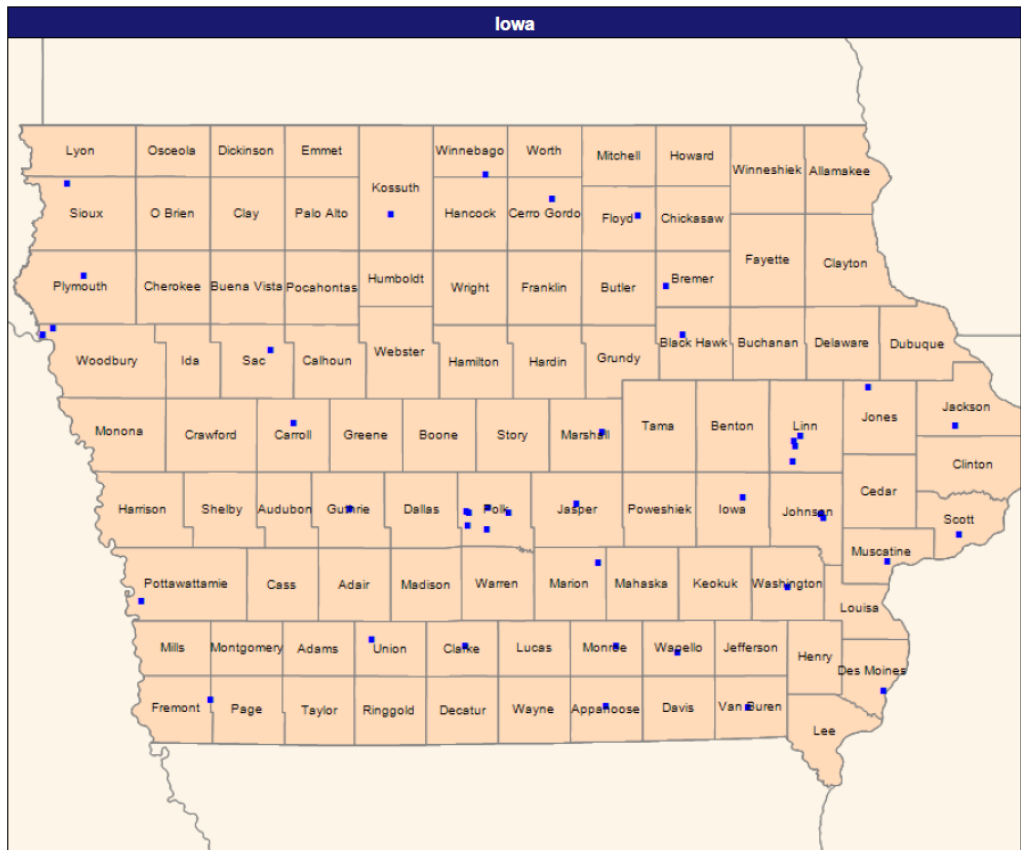 Iowa
Lyon
Osceola
Dickinson
Emmet
Winnebago
Worth
Mitchell
Howard
Winneshiek
Allamakee
Kossuth
Sioux
O Brien
Clay
Palo Alto
Hancock
Cerro Gordo
Floyd
Chickasaw
Fayette
Clayton
Plymouth
Cherokee
Buena Vista
Pocahontas
Humboldt
Wright
Franklin
Butler
Bremer
Woodbury
Ida
Sac
Calhoun
Webster
Hamilton
Hardin
Grundy
Black Hawk
Buchanan
Delaware
Dubuque
Monona
Crawford
Carroll
Greene
Boone
Story
Marshall
Tama
Benton
Linn
Jones
Jackson
Clinton
Harrison
Shelby
Audubon
Guthrie
Dallas
Polk
Jasper
Poweshiek
Iowa
Johnson
Cedar
Scott
Muscatine
Pottawattamie
Cass
Adair
Madison
Warren
Marion
Mahaska
Keokuk
Washington
Louisa
Mills
Montgomery
Adams
Union
Clarke
Lucas
Monroe
Wapello
Jefferson
Henry
Des Moines
Fremont
Page
Taylor
Ringgold
Decatur
Wayne
Appanoose
Davis
Van Buren
Lee